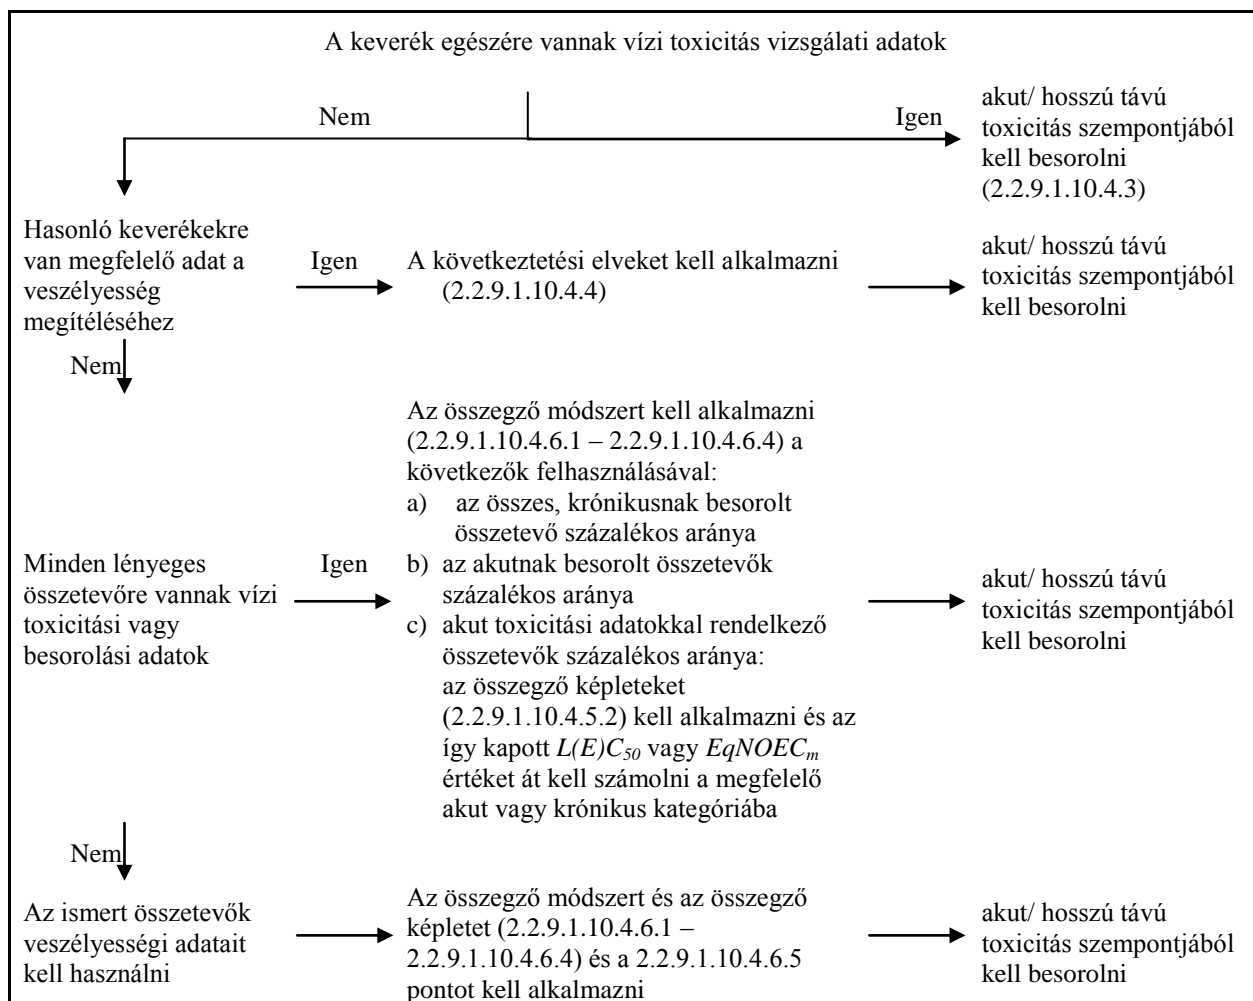 A keverék egészére vannak vízi toxicitás vizsgálati adatok
Nem
Igen
akut/ hosszú távú
toxicitás szempontjából
kell besorolni
(2.2.9.1.10.4.3)
Hasonló keverékekre
van megfelelő adat a
veszélyesség
megítéléséhez
Igen
A következtetési elveket kell alkalmazni
(2.2.9.1.10.4.4)
akut/ hosszú távú
toxicitás szempontjából
kell besorolni
Nem
Minden lényeges
összetevőre vannak vízi
toxicitási vagy
besorolási adatok
Igen
Az összegző módszert kell alkalmazni
(2.2.9.1.10.4.6.1 – 2.2.9.1.10.4.6.4) a
következők felhasználásával:
a) az összes, krónikusnak besorolt
összetevő százalékos aránya
b) az akutnak besorolt összetevők
százalékos aránya
c) akut toxicitási adatokkal rendelkező
összetevők százalékos aránya:
az összegző képleteket
(2.2.9.1.10.4.5.2) kell alkalmazni és az
így kapott L(E)C50 vagy EqNOECm
értéket át kell számolni a megfelelő
akut vagy krónikus kategóriába
akut/ hosszú távú
toxicitás szempontjából
kell besorolni
Nem
Az ismert összetevők
veszélyességi adatait
kell használni
Az összegző módszert és az összegző
képletet (2.2.9.1.10.4.6.1 –
2.2.9.1.10.4.6.4) és a 2.2.9.1.10.4.6.5
pontot kell alkalmazni
akut/ hosszú távú
toxicitás szempontjából
kell besorolni